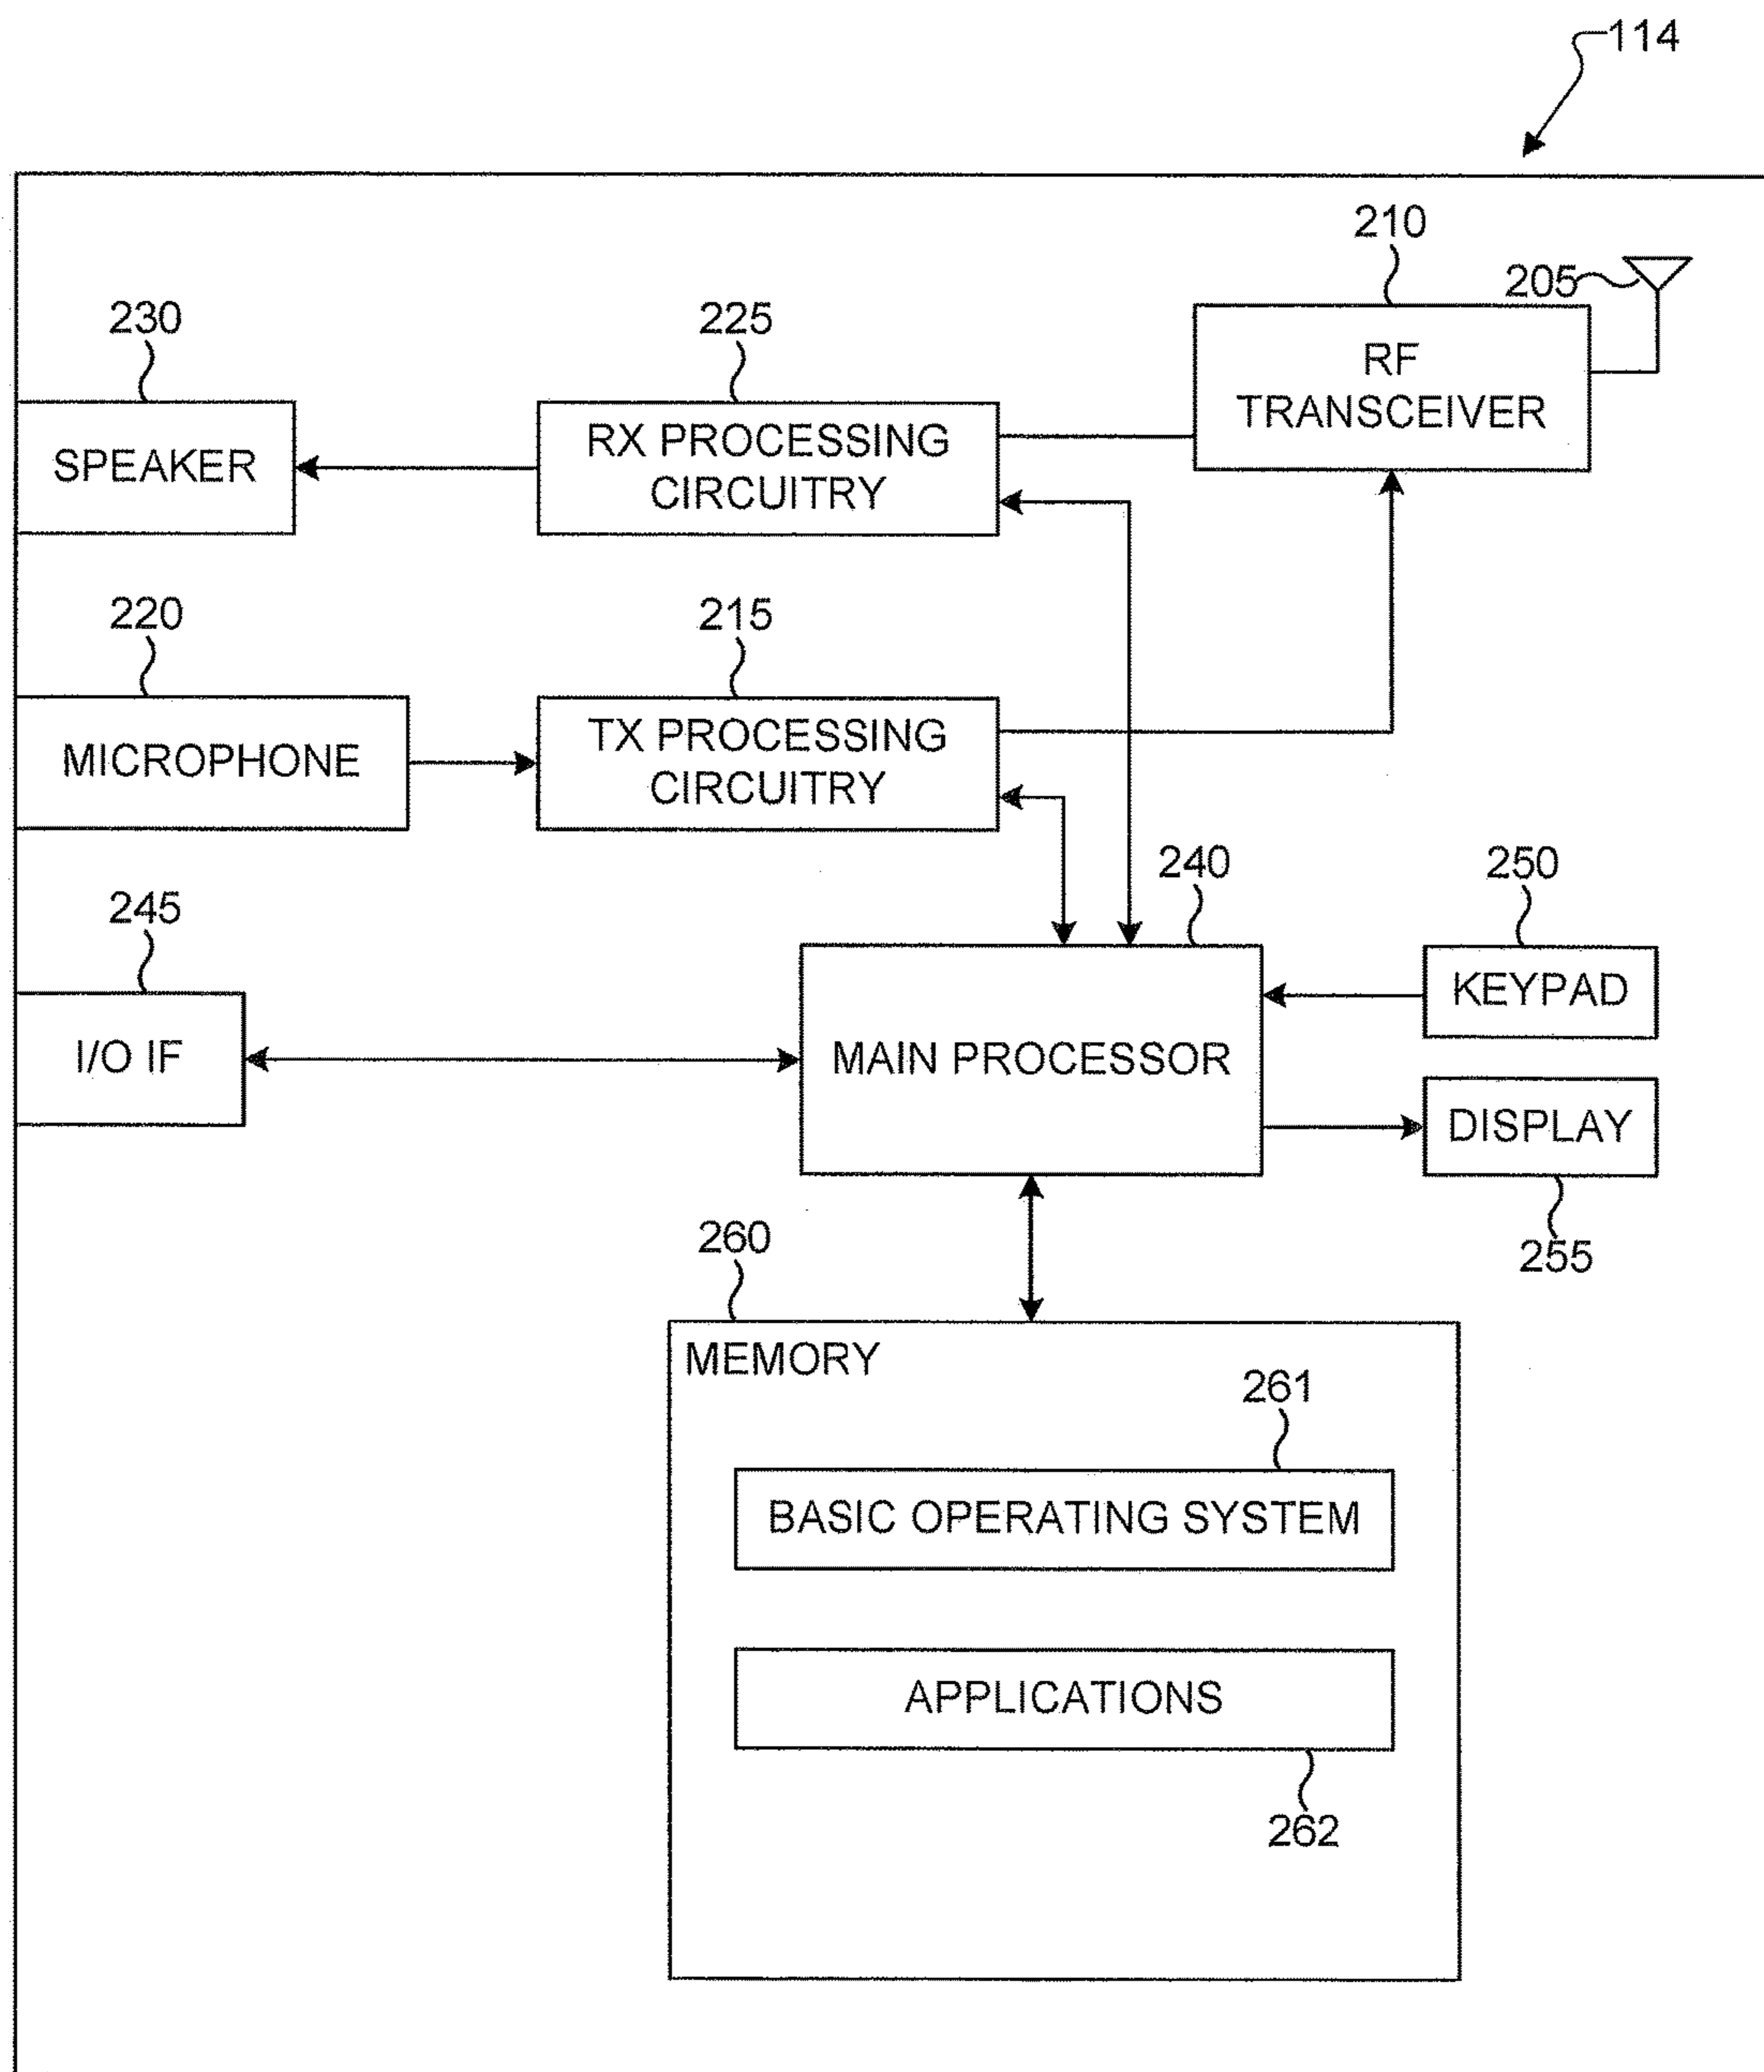 114
210
205
230
225
RF
TRANSCEIVER
SPEAKER
RX PROCESSING
CIRCUITRY
220
215
MICROPHONE
TX PROCESSING
CIRCUITRY
245
240
250
KEYPAD
I/O IF
MAIN PROCESSOR
DISPLAY
255
260
MEMORY
261
BASIC OPERATING SYSTEM
APPLICATIONS
262